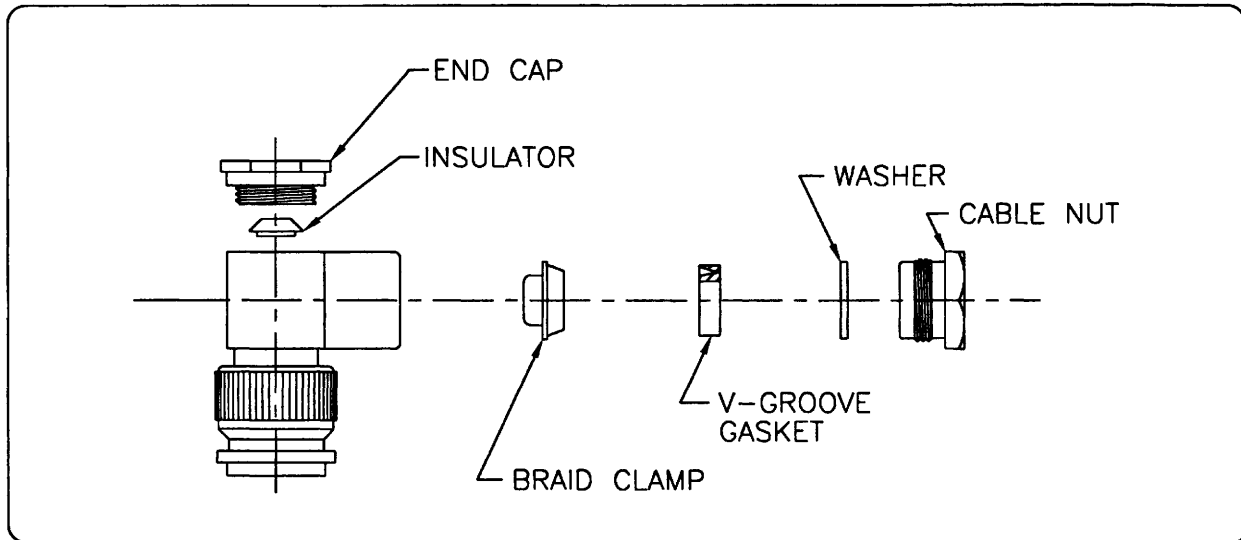 END CAP
INSULATOR
WASHER
CABLE NUT
V-GROOVE
GASKET
BRAID CLAMP